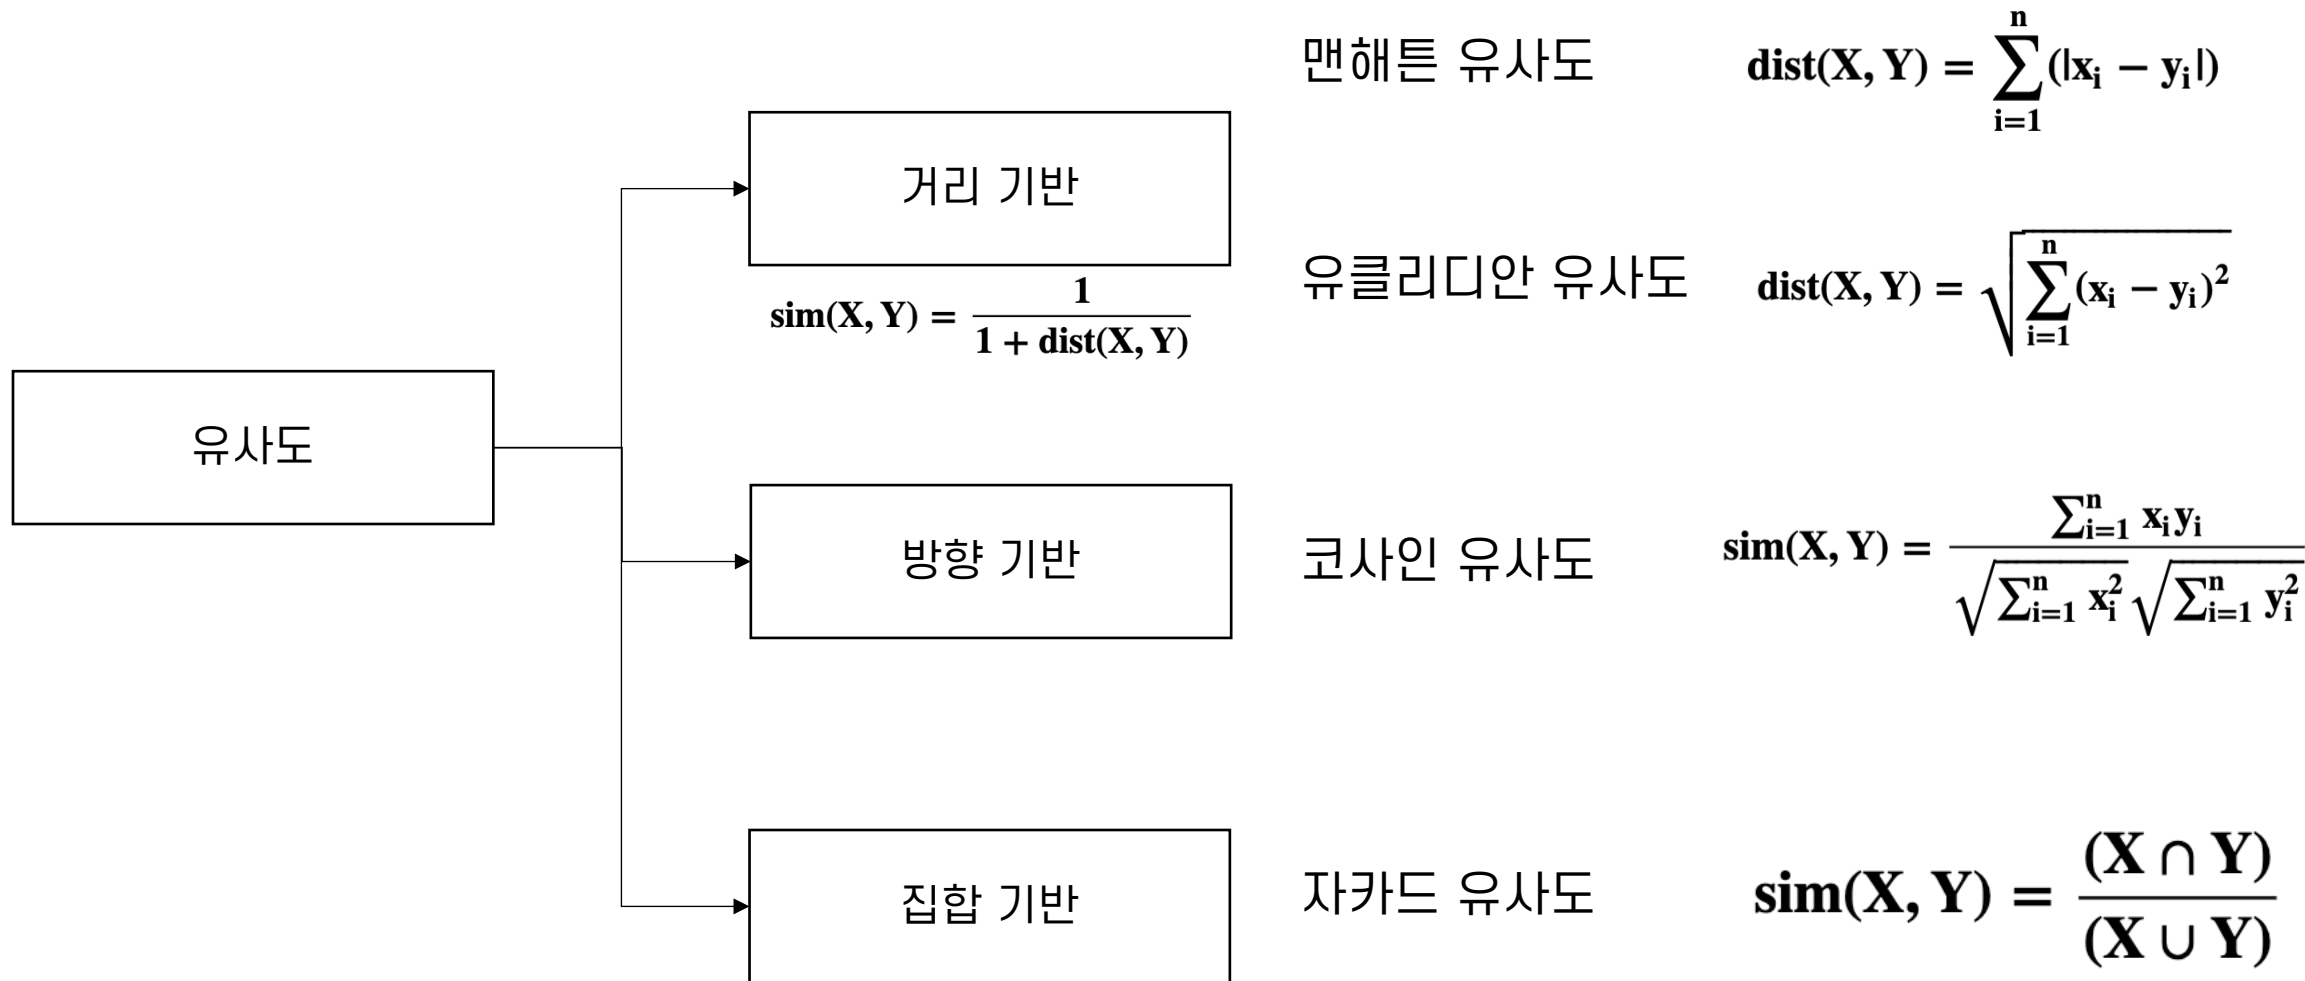 맨해튼 유사도 dist(X, Y) = ∑_{i=1}^{n} (|x_i − y_i|)
거리 기반
sim(X, Y) = 1 / (1 + dist(X, Y))
유클리디안 유사도 dist(X, Y) = √(∑_{i=1}^{n} (x_i − y_i)^2)
유사도
방향 기반
코사인 유사도 sim(X, Y) = ∑_{i=1}^{n} x_i y_i / (√(∑_{i=1}^{n} x_i^2) √(∑_{i=1}^{n} y_i^2))
집합 기반
자카드 유사도 sim(X, Y) = (X ∩ Y) / (X ∪ Y)